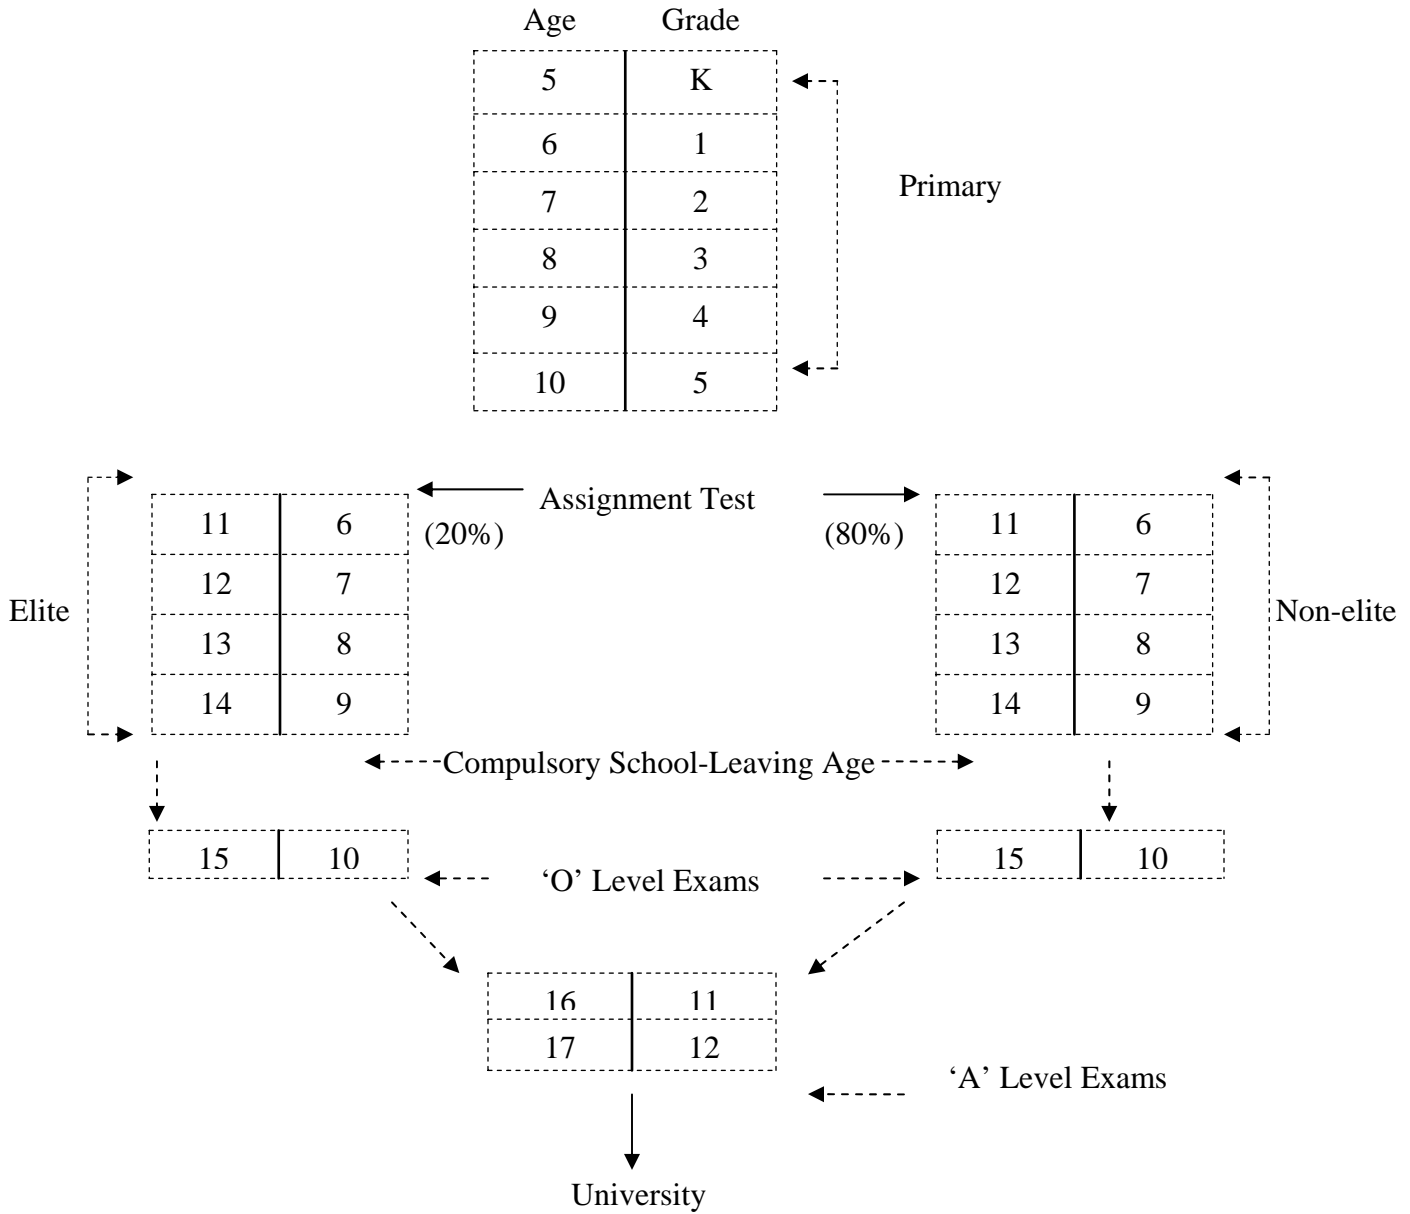 Age Grade
5 K
6 1
Primary
7 2
8 3
9 4
10 5
Assignment Test
(20%) (80%)
11 6 11 6
12 7 12 7
Elite Non-elite
13 8 13 8
14 9 14 9
Compulsory School-Leaving Age
15 10 15 10
‘O’ Level Exams
16 11
17 12
‘A’ Level Exams
University